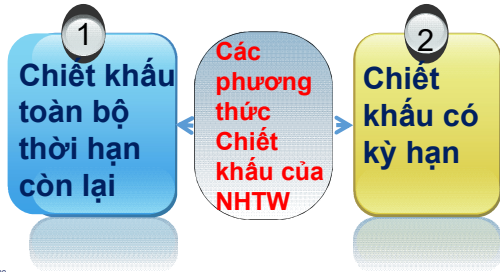 1
Chiết khấu
toàn bộ
thời hạn
còn lại
Các
phương
thức
Chiết
khấu của
NHTW
2
Chiết
khấu có
kỳ hạn